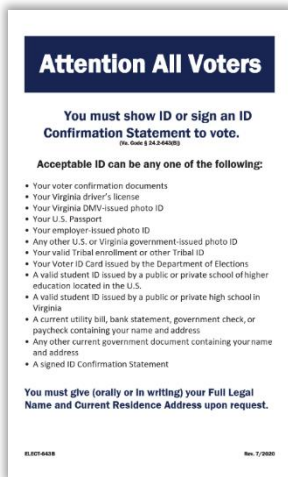 Attention All Voters
You must show ID or sign an ID
Confirmation Statement to vote.
(Va. Code § 24.2-643(B))
Acceptable ID can be any one of the following:
• Your voter confirmation documents
• Your Virginia driver's license
• Your Virginia DMV-issued photo ID
• Your U.S. Passport
• Your employer-issued photo ID
• Any other U.S. or Virginia government-issued photo ID
• Your valid Tribal enrollment or other Tribal ID
• Your Voter ID Card issued by the Department of Elections
• A valid student ID issued by a public or private school of higher
education located in the U.S.
• A valid student ID issued by a public or private high school in
Virginia
• A current utility bill, bank statement, government check, or
paycheck containing your name and address
• Any other current government document containing your name
and address
• A signed ID Confirmation Statement
You must give (orally or in writing) your Full Legal
Name and Current Residence Address upon request.
ELECT-643B Rev. 7/2020